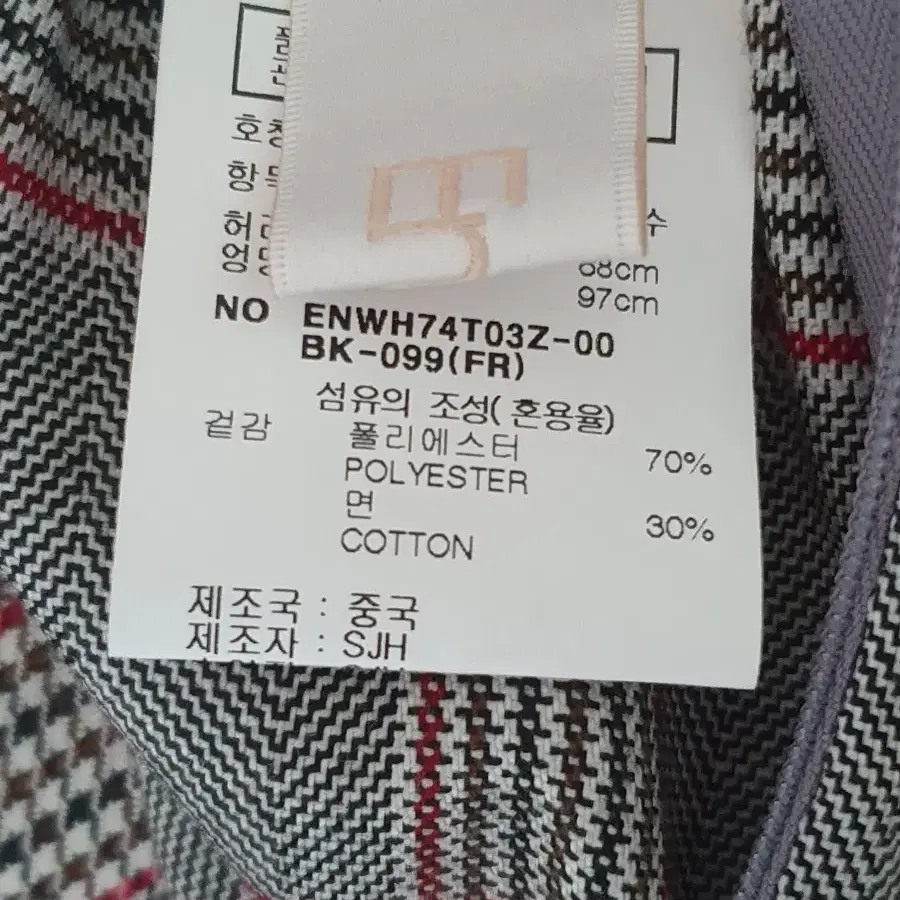 68cm
97cm
NO ENWH74T03Z-00
BK-099(FR)
섬유의 조성(혼용율)
겉감 폴리에스터 70%
POLYESTER
면 30%
COTTON
제조국 : 중국
제조자 : SJH